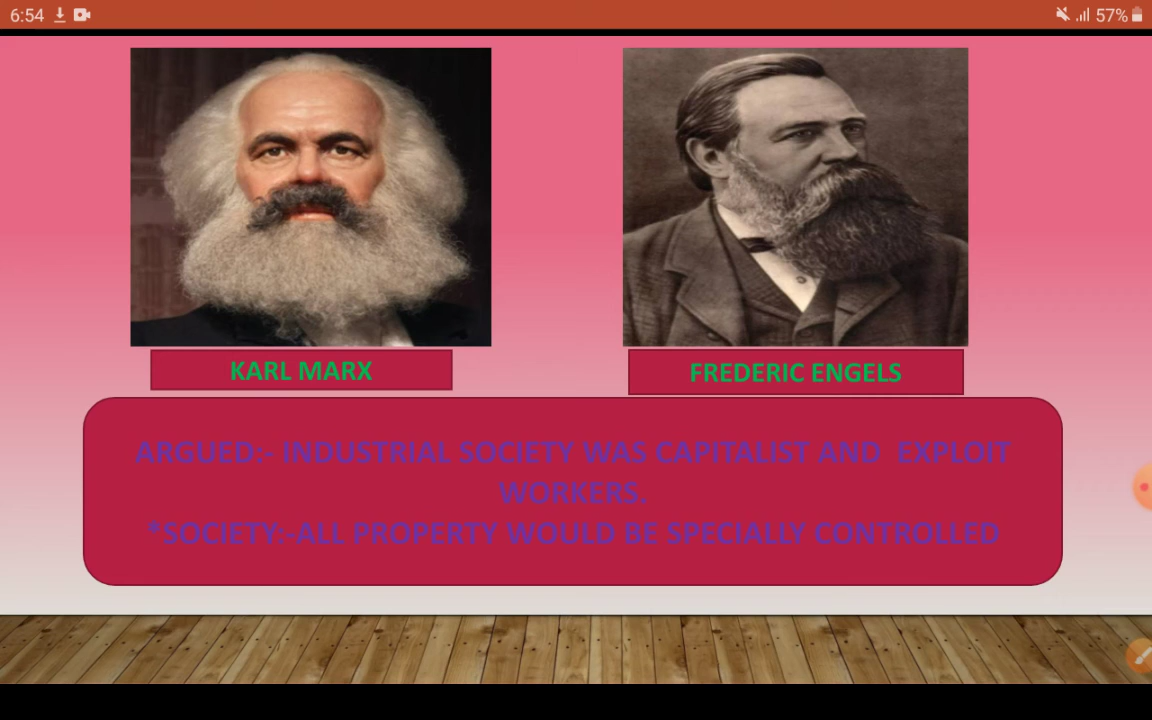 6:54 57%
KARL MARX
FREDERIC ENGELS
ARGUED:- INDUSTRIAL SOCIETY WAS CAPITALIST AND EXPLOIT
WORKERS.
*SOCIETY:-ALL PROPERTY WOULD BE SPECIALLY CONTROLLED